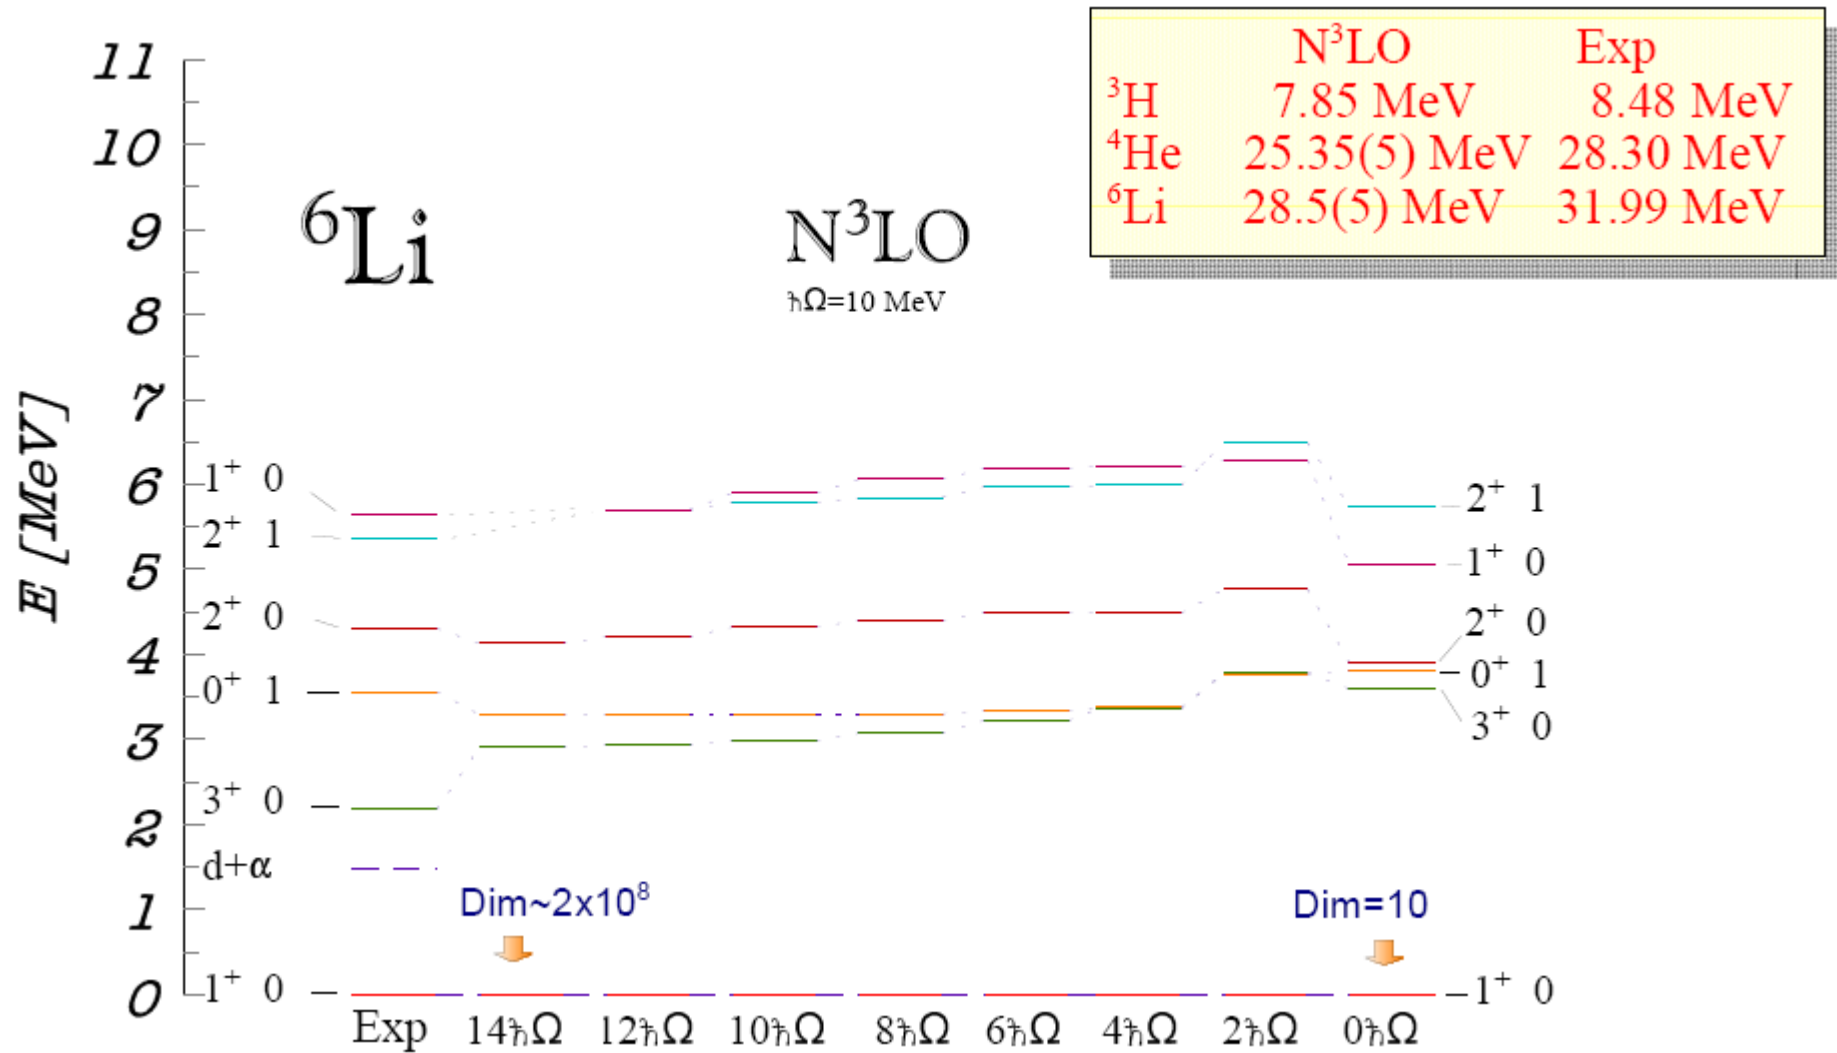 N³LO Exp
³H 7.85 MeV 8.48 MeV
⁴He 25.35(5) MeV 28.30 MeV
⁶Li 28.5(5) MeV 31.99 MeV
⁶Li
N³LO
ħΩ=10 MeV
E [MeV]
11
10
9
8
7
6
5
4
3
2
1
0
1⁺ 0
2⁺ 1
2⁺ 0
0⁺ 1
3⁺ 0
d+α
1⁺ 0
Dim~2x10⁸
Dim=10
2⁺ 1
1⁺ 0
2⁺ 0
0⁺ 1
3⁺ 0
1⁺ 0
Exp 14ħΩ 12ħΩ 10ħΩ 8ħΩ 6ħΩ 4ħΩ 2ħΩ 0ħΩ